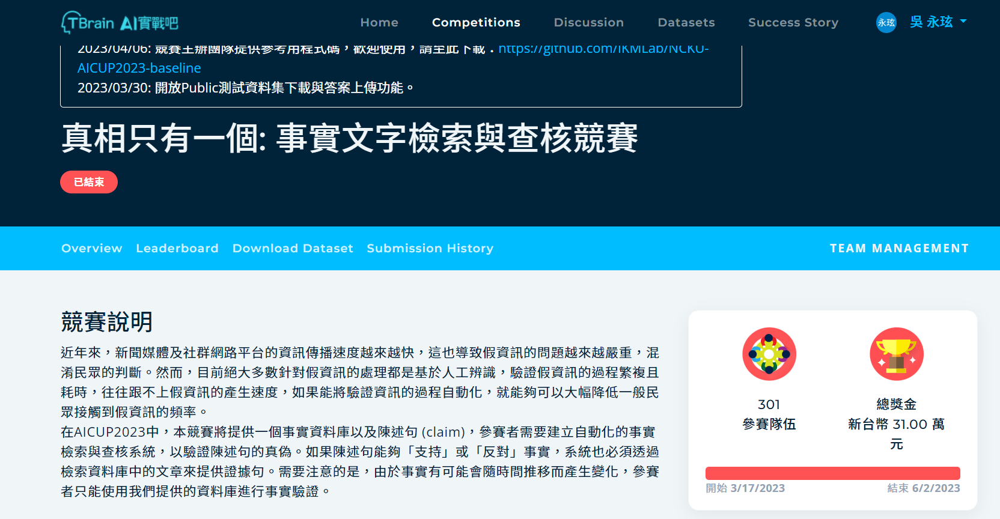 TBrain AI實戰吧
Home Competitions Discussion Datasets Success Story 永玹 吳 永玹
2023/04/06: 競賽主辦團隊提供參考用程式碼，歡迎使用，請至此下載：https://github.com/IKMLab/NCKU-
AICUP2023-baseline
2023/03/30: 開放Public測試資料集下載與答案上傳功能。
真相只有一個: 事實文字檢索與查核競賽
已結束
Overview Leaderboard Download Dataset Submission History TEAM MANAGEMENT
競賽說明
近年來，新聞媒體及社群網路平台的資訊傳播速度越來越快，這也導致假資訊的問題越來越嚴重，混
淆民眾的判斷。然而，目前絕大多數針對假資訊的處理都是基於人工辨識，驗證假資訊的過程繁複且
耗時，往往跟不上假資訊的產生速度，如果能將驗證資訊的過程自動化，就能夠可以大幅降低一般民
眾接觸到假資訊的頻率。
在AICUP2023中，本競賽將提供一個事實資料庫以及陳述句 (claim)，參賽者需要建立自動化的事實
檢索與查核系統，以驗證陳述句的真偽。如果陳述句能夠「支持」或「反對」事實，系統也必須透過
檢索資料庫中的文章來提供證據句。需要注意的是，由於事實有可能會隨時間推移而產生變化，參賽
者只能使用我們提供的資料庫進行事實驗證。
301
參賽隊伍
總獎金
新台幣 31.00 萬
元
開始 3/17/2023
結束 6/2/2023